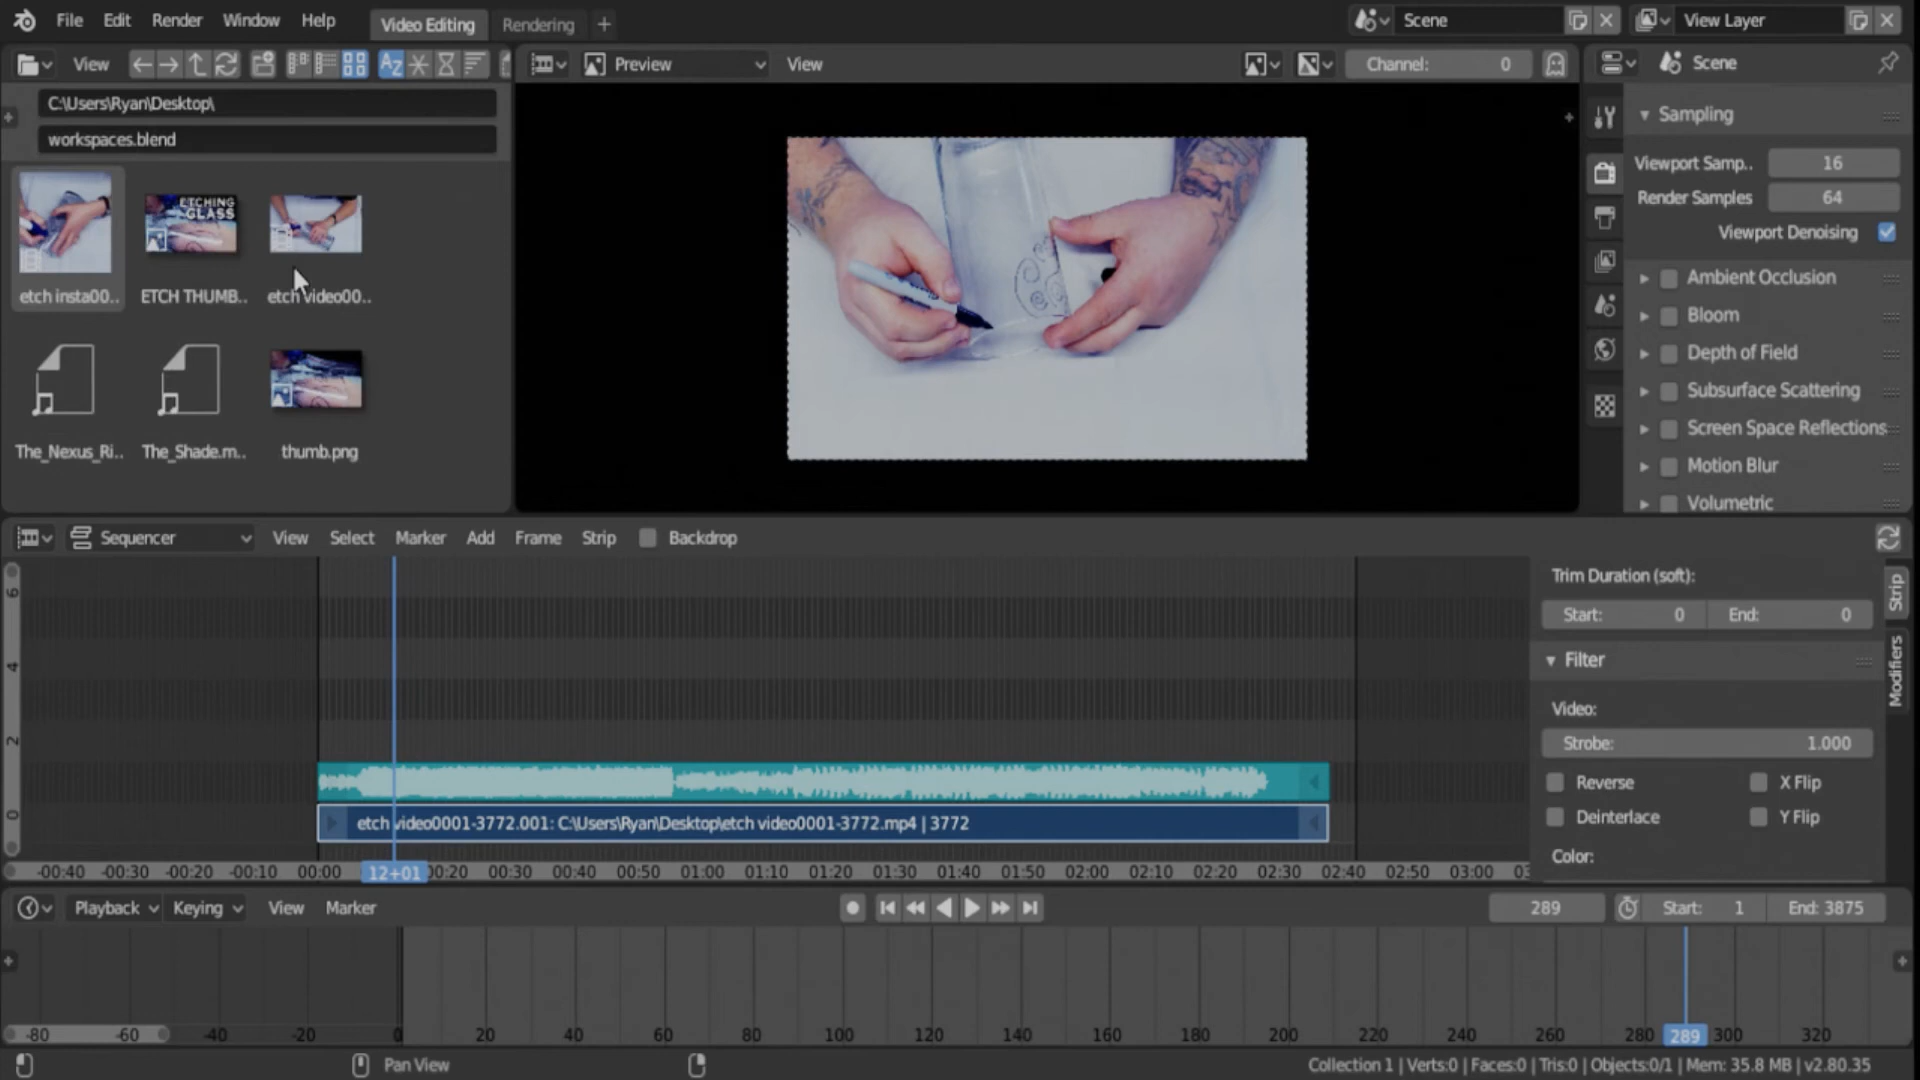 File Edit Render Window Help Video Editing Rendering + Scene View Layer
View Preview View Channel: 0 Scene
C:\Users\Ryan\Desktop\
workspaces.blend
ETCHING
GLASS
etch insta00.. ETCH THUMB.. etch video00..
The_Nexus_Ri.. The_Shade.m.. thumb.png
Sampling
Viewport Samp.. 16
Render Samples 64
Viewport Denoising
Ambient Occlusion
Bloom
Depth of Field
Subsurface Scattering
Screen Space Reflections
Motion Blur
Volumetric
Sequencer View Select Marker Add Frame Strip Backdrop
6
4
2
0
etch video0001-3772.001: C:\Users\Ryan\Desktop\etch video0001-3772.mp4 | 3772
-00:40 -00:30 -00:20 -00:10 00:00 12+01 00:20 00:30 00:40 00:50 01:00 01:10 01:20 01:30 01:40 01:50 02:00 02:10 02:20 02:30 02:40 02:50 03:00
Trim Duration (soft):
Start: 0 End: 0
Filter
Video:
Strobe: 1.000
Reverse X Flip
Deinterlace Y Flip
Color:
Strip
Modifiers
Playback Keying View Marker 289 Start: 1 End: 3875
-80 -60 -40 -20 0 20 40 60 80 100 120 140 160 180 200 220 240 260 280 289 300 320
Pan View Collection 1 | Verts:0 | Faces:0 | Tris:0 | Objects:0/1 | Mem: 35.8 MB | v2.80.35